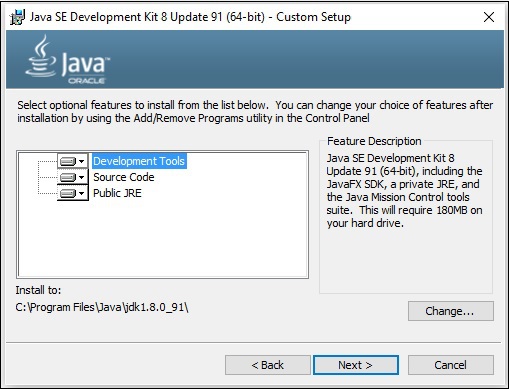 Java SE Development Kit 8 Update 91 (64-bit) - Custom Setup
Java
ORACLE
Select optional features to install from the list below.  You can change your choice of features after
installation by using the Add/Remove Programs utility in the Control Panel
Development Tools
Source Code
Public JRE
Feature Description
Java SE Development Kit 8
Update 91 (64-bit), including the
JavaFX SDK, a private JRE, and
the Java Mission Control tools
suite.  This will require 180MB on
your hard drive.
Install to:
C:\Program Files\Java\jdk1.8.0_91\
Change...
< Back
Next >
Cancel